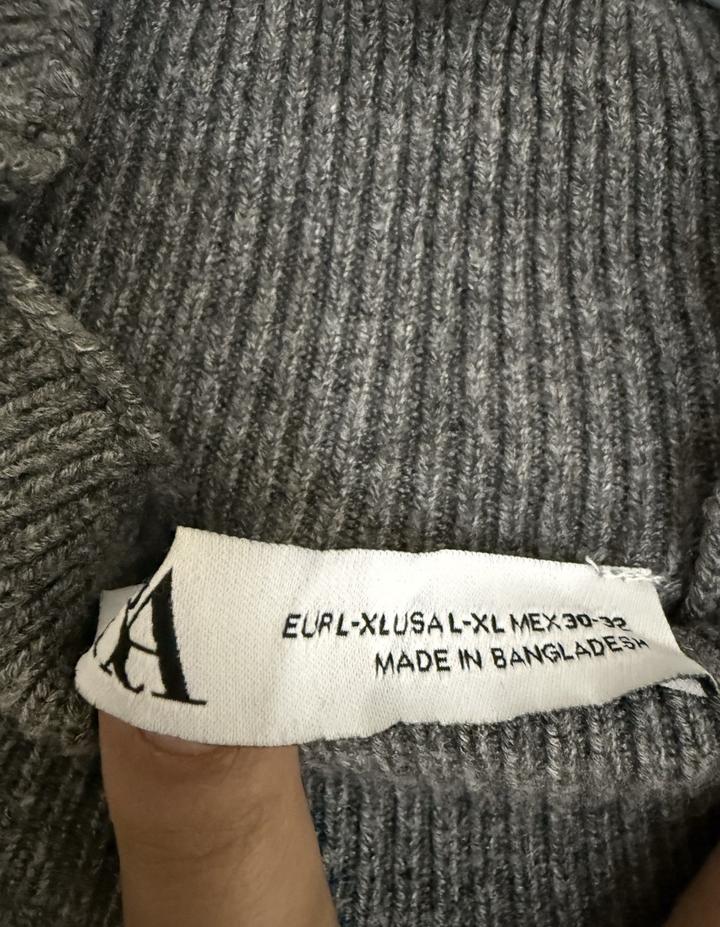 A
EUR L-XL USA L-XL MEX 30-32
MADE IN BANGLADESH